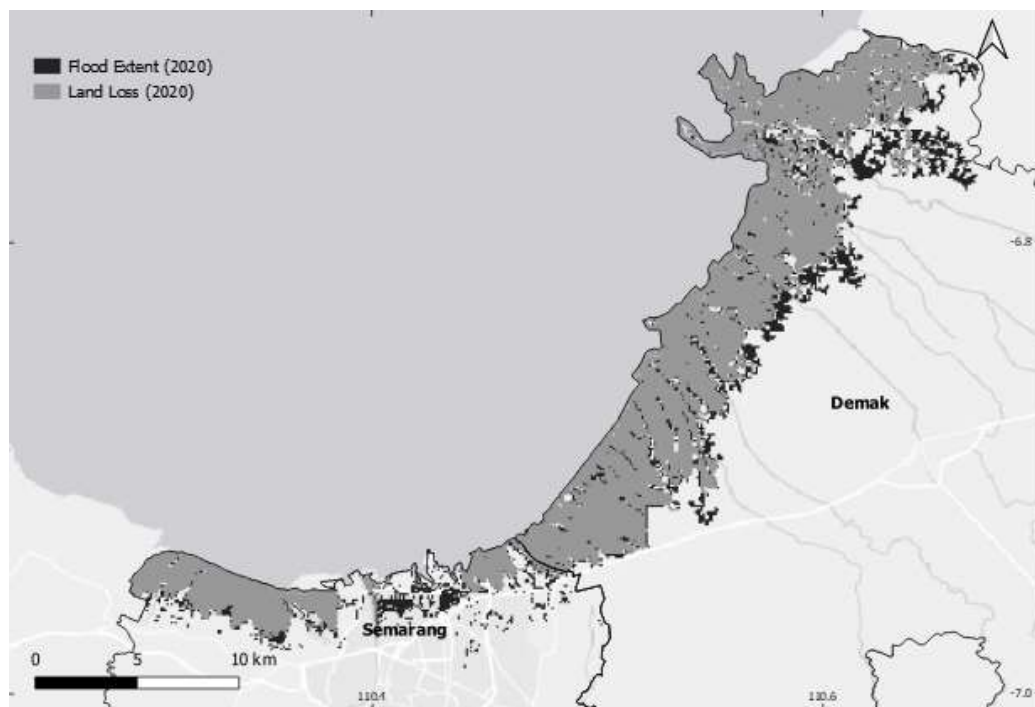 Flood Extent (2020)
Land Loss (2020)
-6.8
Demak
Semarang
0 5 10 km
110.4
110.6
-7.0